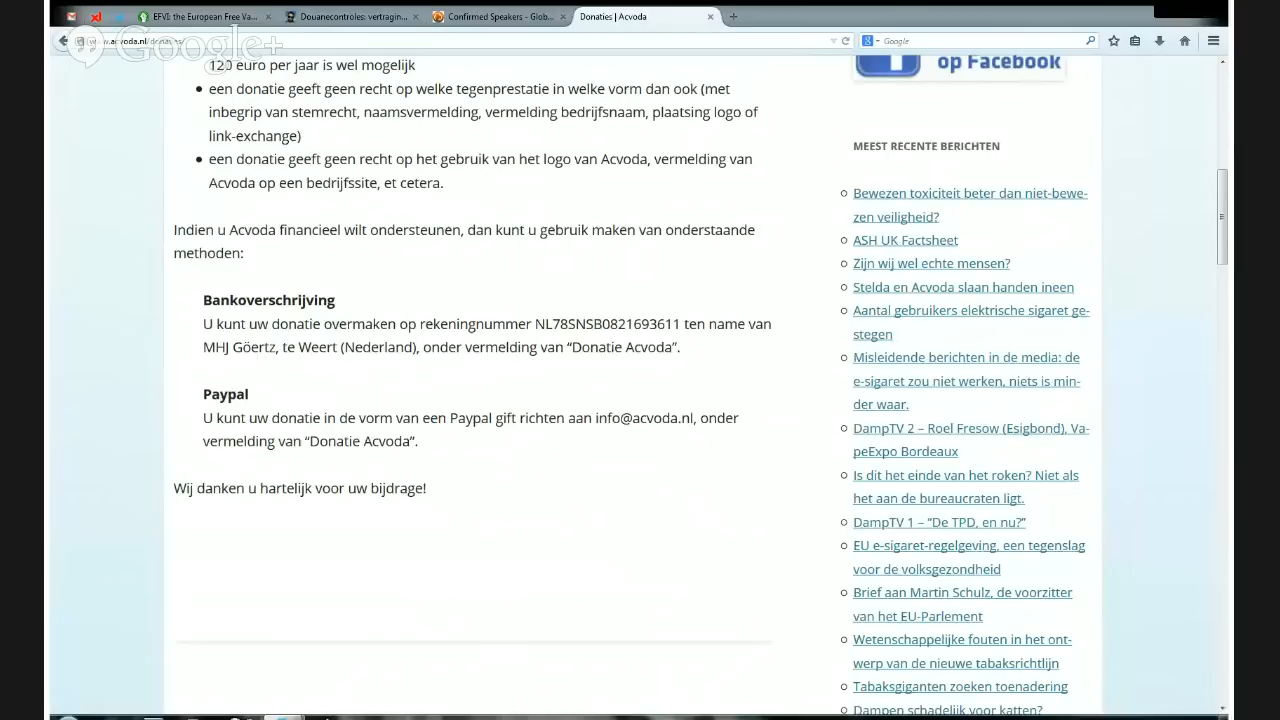 EFVI: the European Free Va...
Douanecontroles: vertraging...
Confirmed Speakers - Glob...
Donaties | Acvoda
Google+
Google
120 euro per jaar is wel mogelijk
een donatie geeft geen recht op welke tegenprestatie in welke vorm dan ook (met
inbegrip van stemrecht, naamsvermelding, vermelding bedrijfsnaam, plaatsing logo of
link-exchange)
een donatie geeft geen recht op het gebruik van het logo van Acvoda, vermelding van
Acvoda op een bedrijfssite, et cetera.
Indien u Acvoda financieel wilt ondersteunen, dan kunt u gebruik maken van onderstaande
methoden:
Bankoverschrijving
U kunt uw donatie overmaken op rekeningnummer NL78SNSB0821693611 ten name van
MHJ Göertz, te Weert (Nederland), onder vermelding van “Donatie Acvoda”.
Paypal
U kunt uw donatie in de vorm van een Paypal gift richten aan info@acvoda.nl, onder
vermelding van “Donatie Acvoda”.
Wij danken u hartelijk voor uw bijdrage!
op Facebook
MEEST RECENTE BERICHTEN
Bewezen toxiciteit beter dan niet-bewe-
zen veiligheid?
ASH UK Factsheet
Zijn wij wel echte mensen?
Stelda en Acvoda slaan handen ineen
Aantal gebruikers elektrische sigaret ge-
stegen
Misleidende berichten in de media: de
e-sigaret zou niet werken, niets is min-
der waar.
DampTV 2 – Roel Fresow (Esigbond), Va-
peExpo Bordeaux
Is dit het einde van het roken? Niet als
het aan de bureaucraten ligt.
DampTV 1 – “De TPD, en nu?”
EU e-sigaret-regelgeving, een tegenslag
voor de volksgezondheid
Brief aan Martin Schulz, de voorzitter
van het EU-Parlement
Wetenschappelijke fouten in het ont-
werp van de nieuwe tabaksrichtlijn
Tabaksgiganten zoeken toenadering
Dampen schadelijk voor katten?